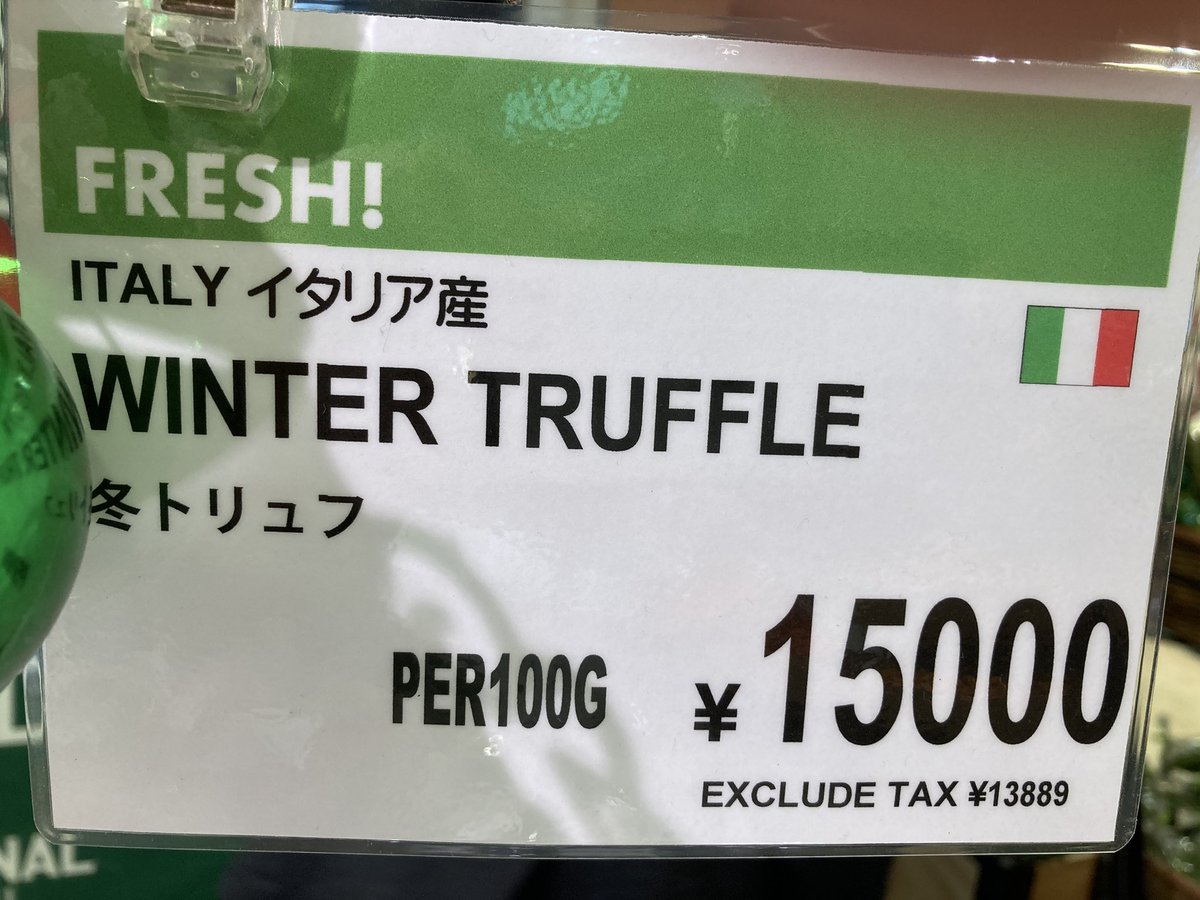 FRESH!
ITALY イタリア産
WINTER TRUFFLE
冬トリュフ
PER100G ¥15000
EXCLUDE TAX ¥13889
NAL